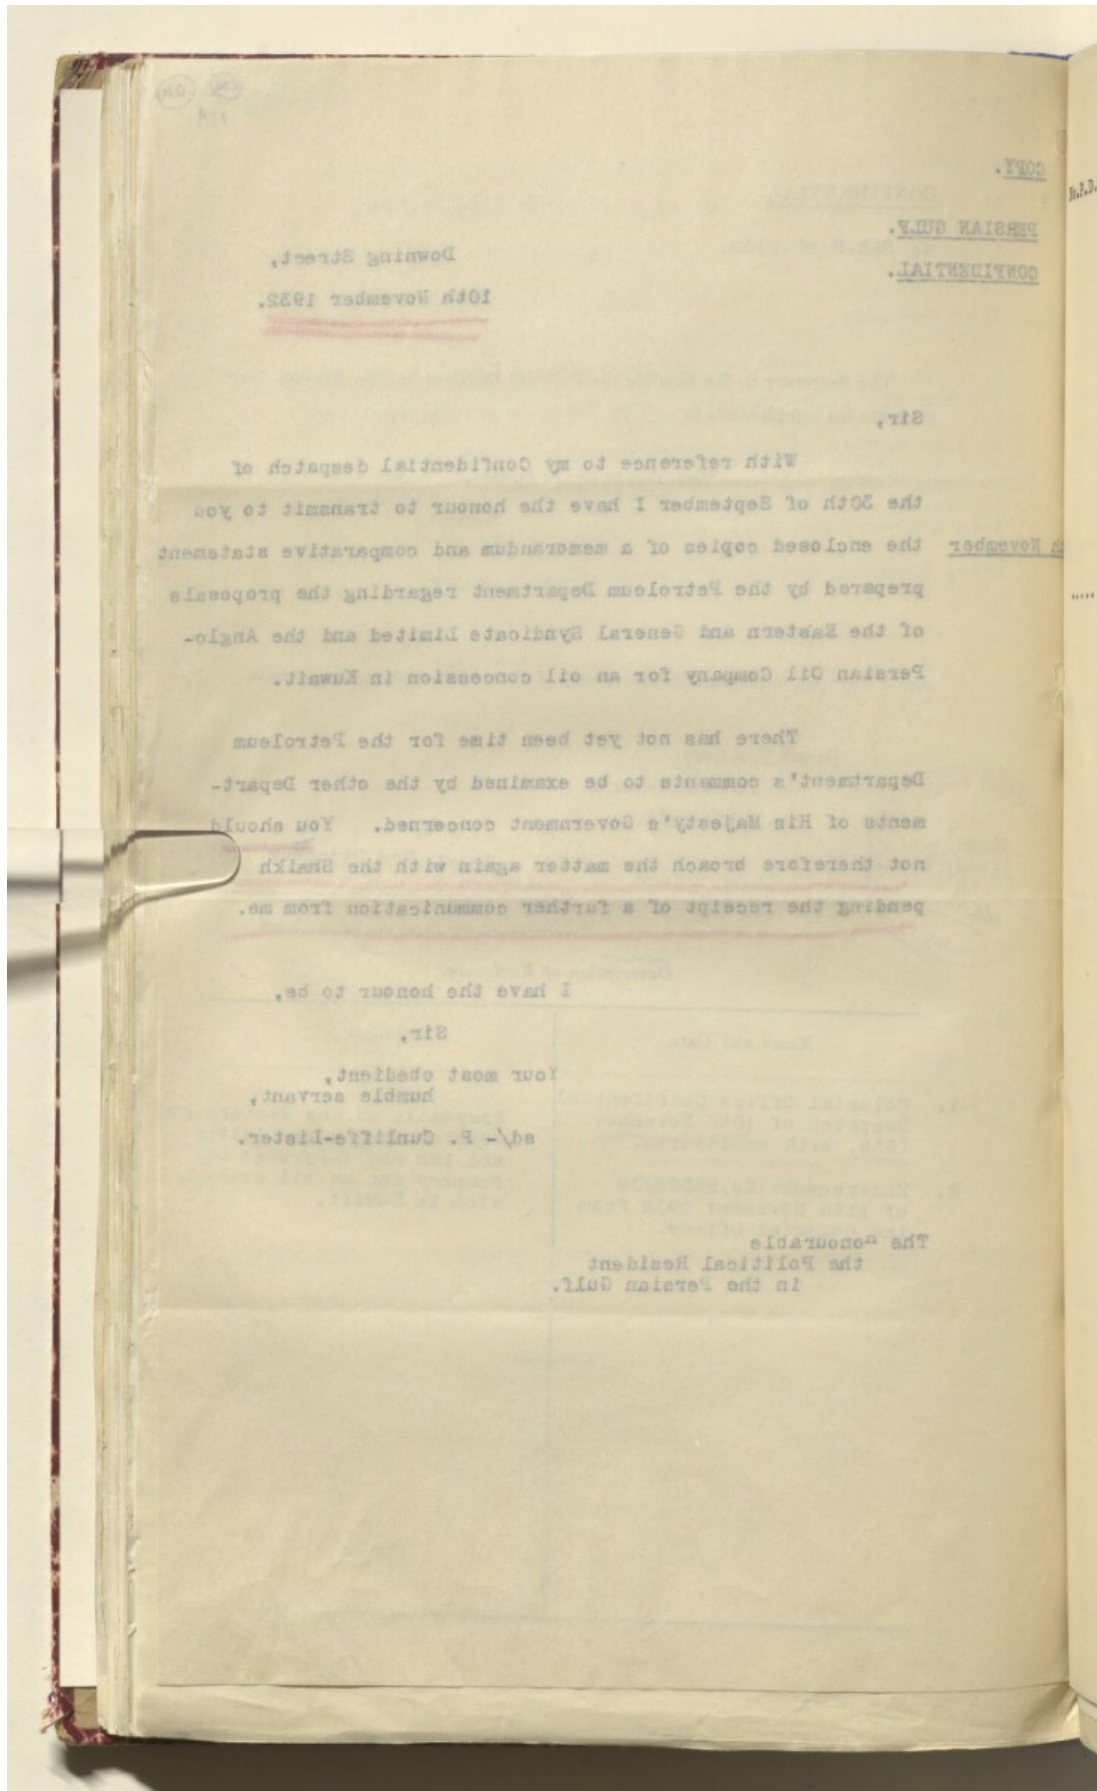 COPY.
PERSIAN GULF.
CONFIDENTIAL.
Downing Street,
10th November 1932.
Sir,
With reference to my Confidential despatch of
the 30th of September I have the honour to transmit to you
the enclosed copies of a memorandum and comparative statement
prepared by the Petroleum Department regarding the proposals
of the Eastern and General Syndicate Limited and the Anglo-
Persian Oil Company for an oil concession in Kuwait.
There has not yet been time for the Petroleum
Department's comments to be examined by the other Depart-
ments of His Majesty's Government concerned. You should
not therefore broach the matter again with the Shaikh
pending the receipt of a further communication from me.
I have the honour to be,
Sir,
Your most obedient,
humble servant,
sd/- P. Cunliffe-Lister.
The Honourable
the Political Resident
in the Persian Gulf.
November